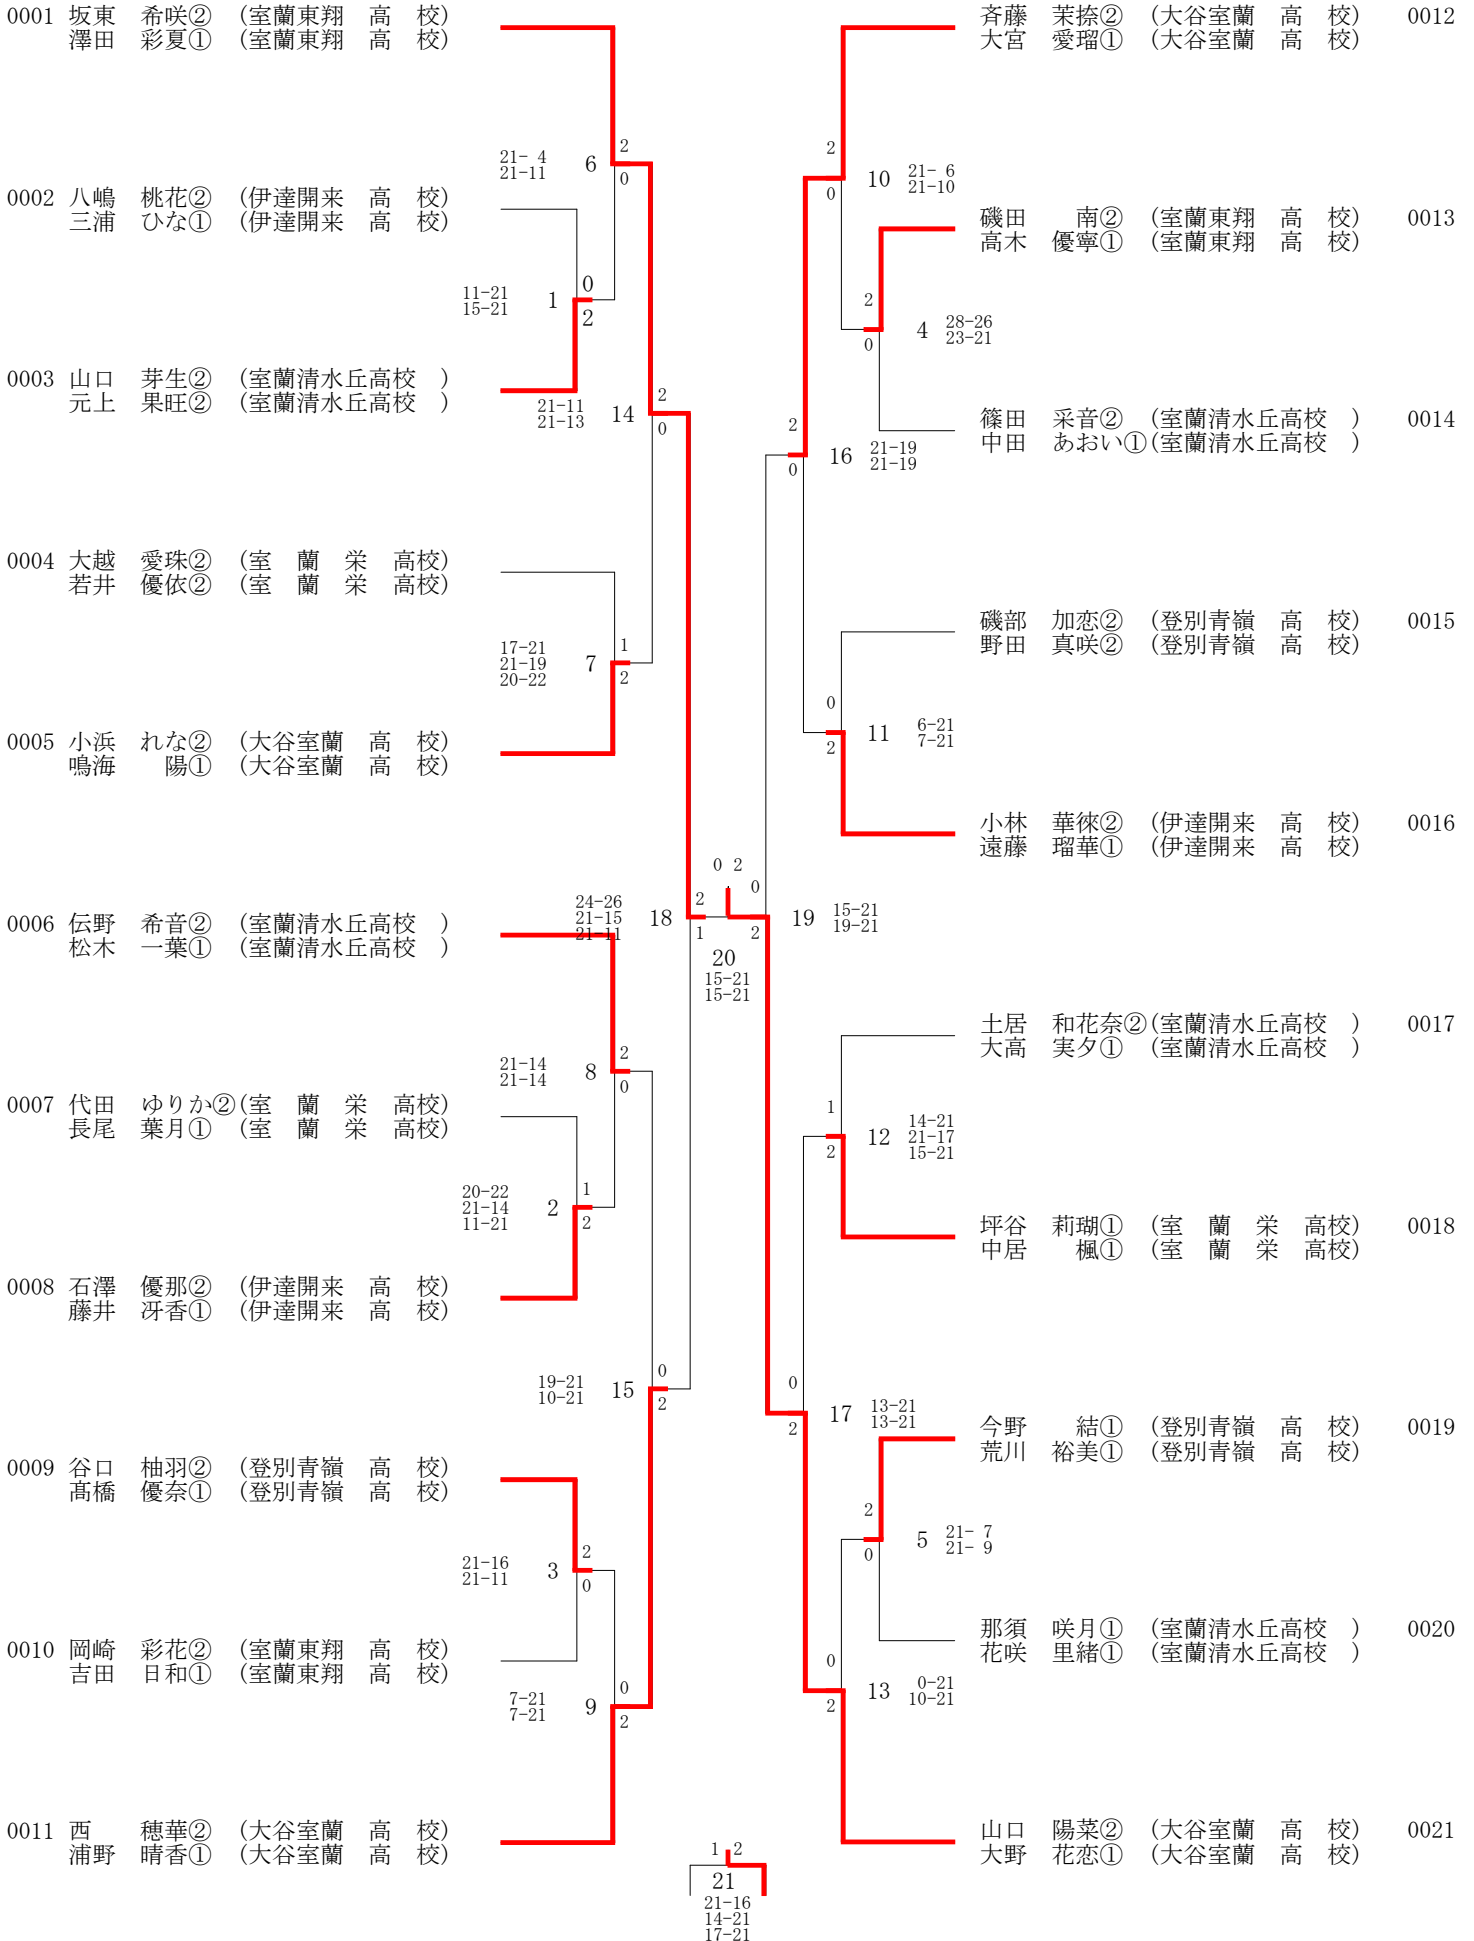 0001 坂東　希咲②　(室蘭東翔　高　校)
澤田　彩夏①　(室蘭東翔　高　校)
21- 4
21-11
6
2
0
0002 八嶋　桃花②　(伊達開来　高　校)
三浦　ひな①　(伊達開来　高　校)
11-21
15-21
1
0
2
0003 山口　芽生②　(室蘭清水丘高校　)
元上　果旺②　(室蘭清水丘高校　)
21-11
21-13
14
2
0
0004 大越　愛珠②　(室　蘭　栄　高校)
若井　優依②　(室　蘭　栄　高校)
17-21
21-19
20-22
7
1
2
0005 小浜　れな②　(大谷室蘭　高　校)
鳴海　　陽①　(大谷室蘭　高　校)
24-26
21-15
21-11
18
2
1
0006 伝野　希音②　(室蘭清水丘高校　)
松木　一葉①　(室蘭清水丘高校　)
21-14
21-14
8
2
0
0007 代田　ゆりか②(室　蘭　栄　高校)
長尾　葉月①　(室　蘭　栄　高校)
20-22
21-14
11-21
2
1
2
0008 石澤　優那②　(伊達開来　高　校)
藤井　冴香①　(伊達開来　高　校)
19-21
10-21
15
0
2
0009 谷口　柚羽②　(登別青嶺　高　校)
髙橋　優奈①　(登別青嶺　高　校)
21-16
21-11
3
2
0
0010 岡崎　彩花②　(室蘭東翔　高　校)
吉田　日和①　(室蘭東翔　高　校)
7-21
7-21
9
0
2
0011 西　　穂華②　(大谷室蘭　高　校)
浦野　晴香①　(大谷室蘭　高　校)
0 2
20
15-21
15-21
1 2
21
21-16
14-21
17-21
斉藤　茉捺②　(大谷室蘭　高　校)　0012
大宮　愛瑠①　(大谷室蘭　高　校)
2
0
10
21- 6
21-10
磯田　　南②　(室蘭東翔　高　校)　0013
高木　優寧①　(室蘭東翔　高　校)
2
0
4
28-26
23-21
篠田　采音②　(室蘭清水丘高校　)　0014
中田　あおい①(室蘭清水丘高校　)
2
0
16
21-19
21-19
磯部　加恋②　(登別青嶺　高　校)　0015
野田　真咲②　(登別青嶺　高　校)
0
2
11
6-21
7-21
小林　華徠②　(伊達開来　高　校)　0016
遠藤　瑠華①　(伊達開来　高　校)
0
2
19
15-21
19-21
土居　和花奈②(室蘭清水丘高校　)　0017
大高　実夕①　(室蘭清水丘高校　)
1
2
12
14-21
21-17
15-21
坪谷　莉瑚①　(室　蘭　栄　高校)　0018
中居　　楓①　(室　蘭　栄　高校)
0
2
17
13-21
13-21
今野　　結①　(登別青嶺　高　校)　0019
荒川　裕美①　(登別青嶺　高　校)
2
0
5
21- 7
21- 9
那須　咲月①　(室蘭清水丘高校　)　0020
花咲　里緒①　(室蘭清水丘高校　)
0
2
13
0-21
10-21
山口　陽菜②　(大谷室蘭　高　校)　0021
大野　花恋①　(大谷室蘭　高　校)